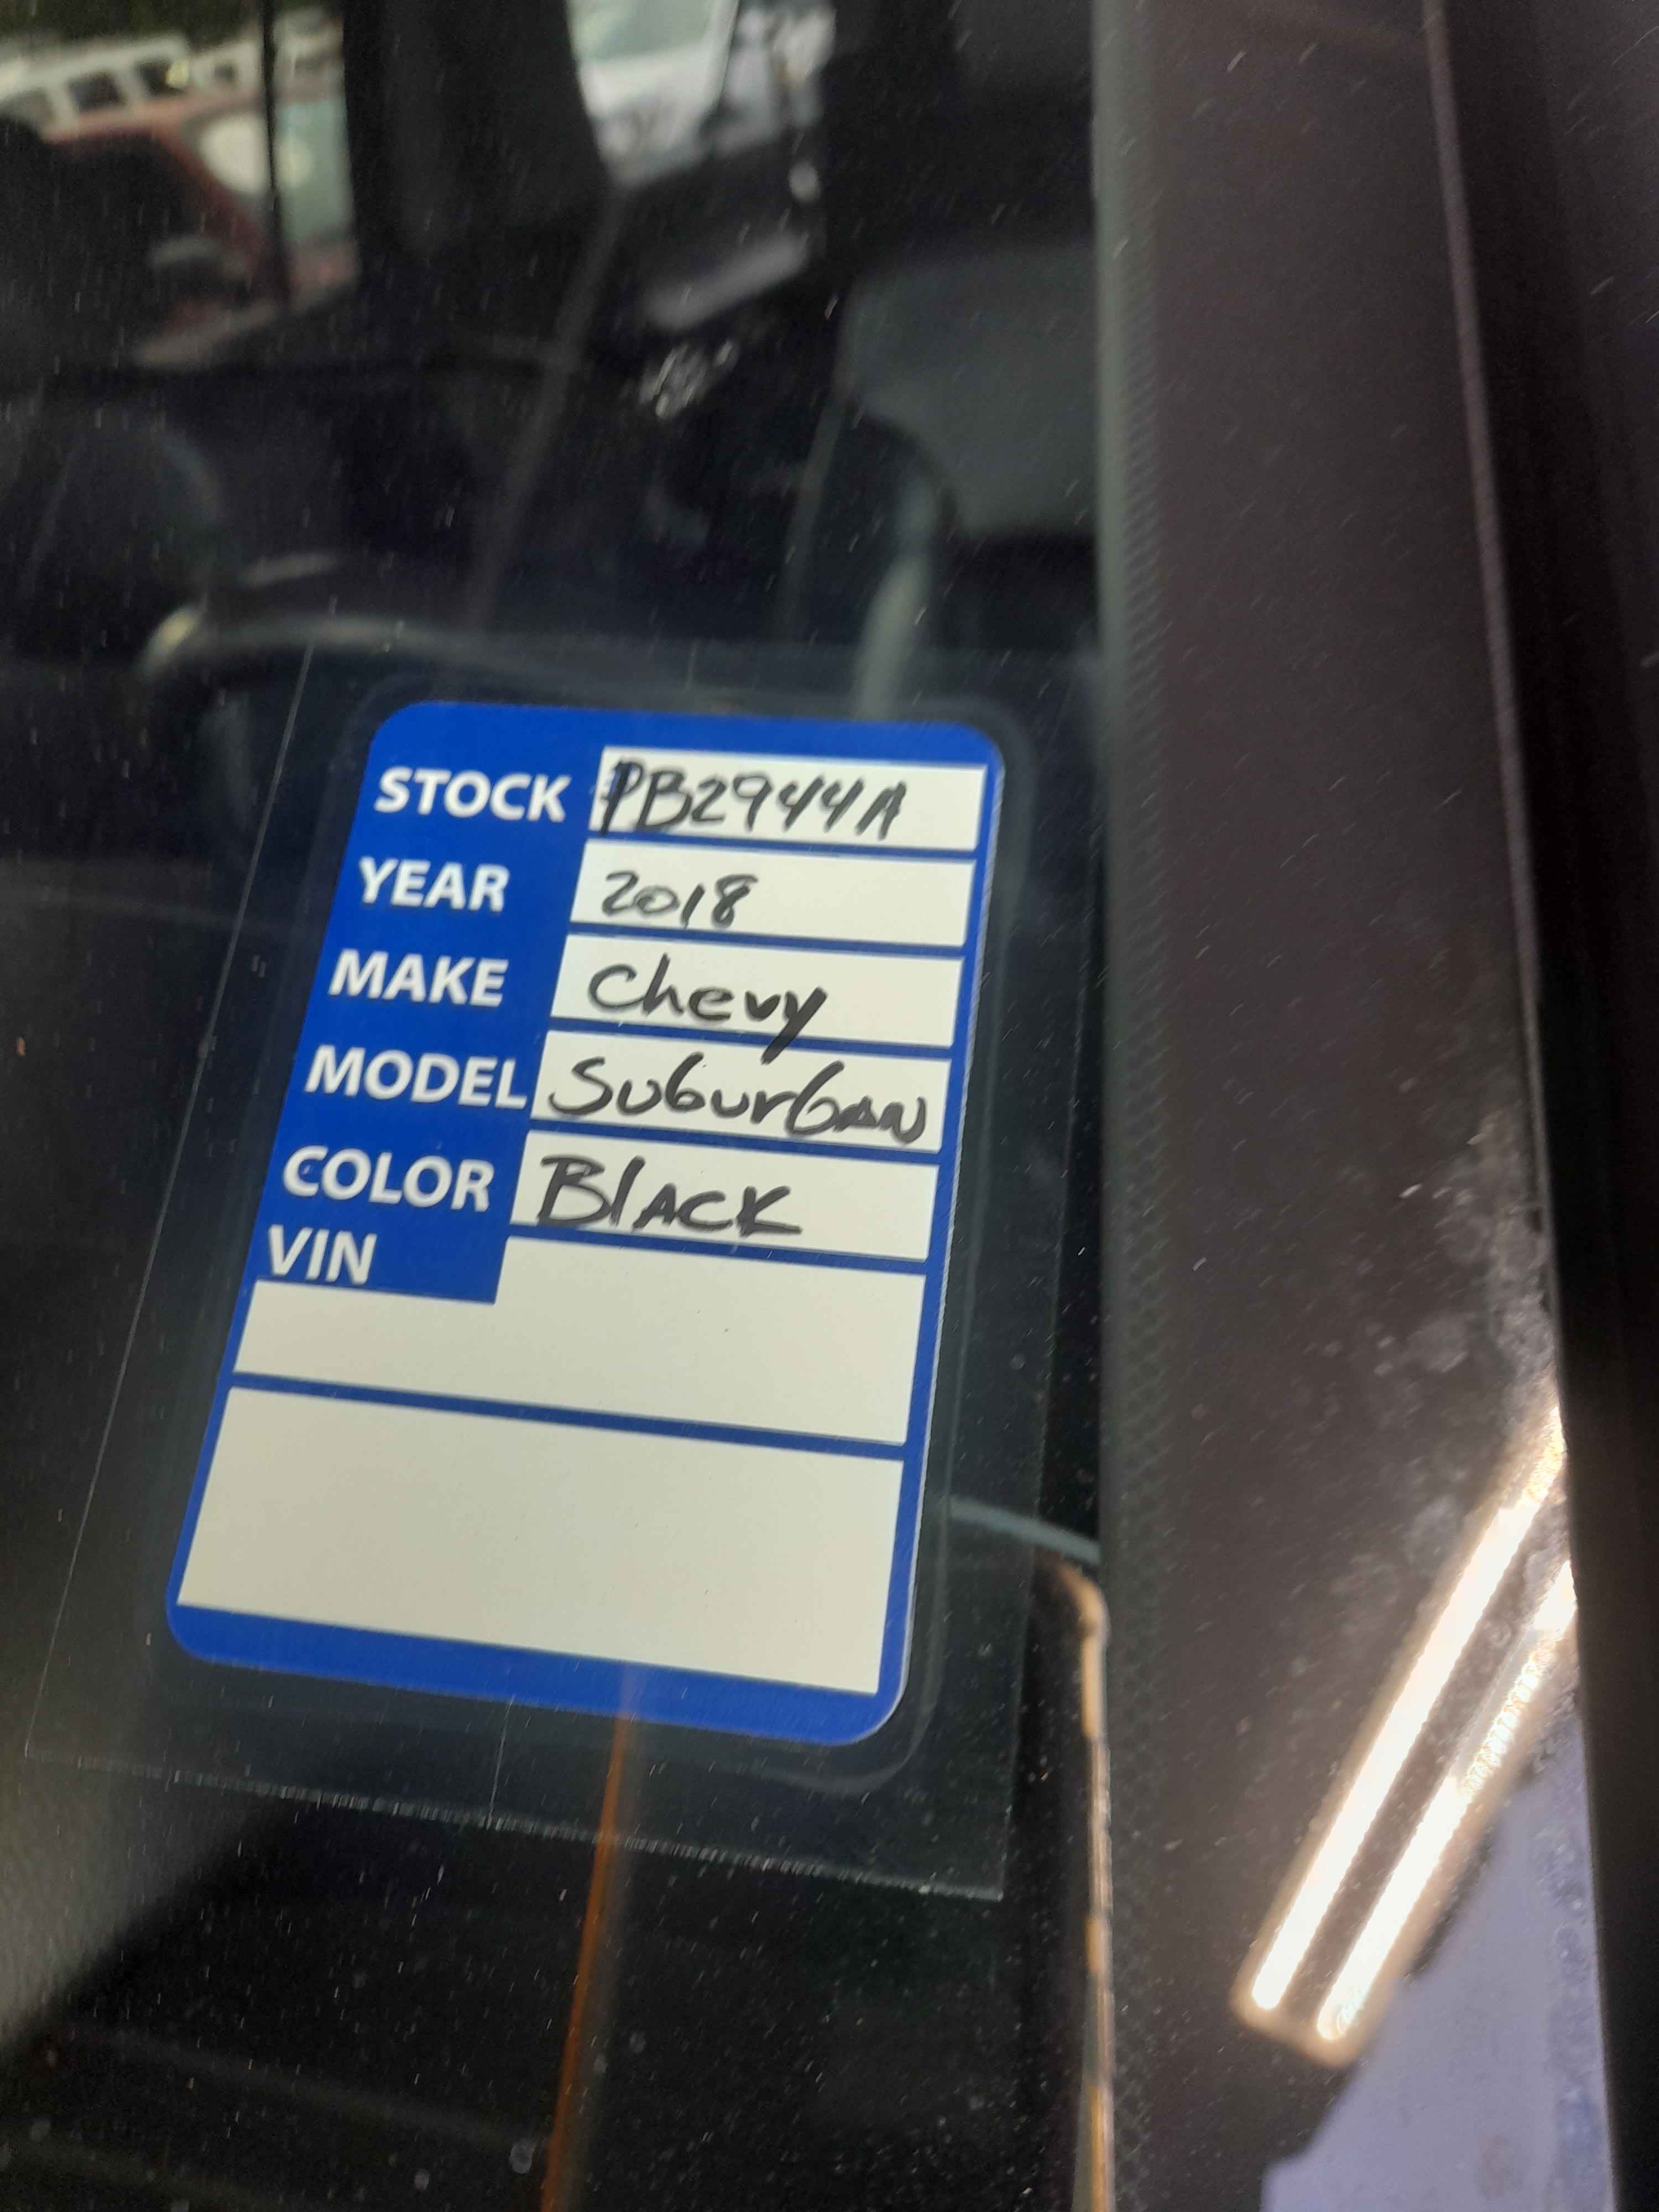 STOCK PB2944A
YEAR 2018
MAKE Chevy
MODEL Suburban
COLOR Black
VIN